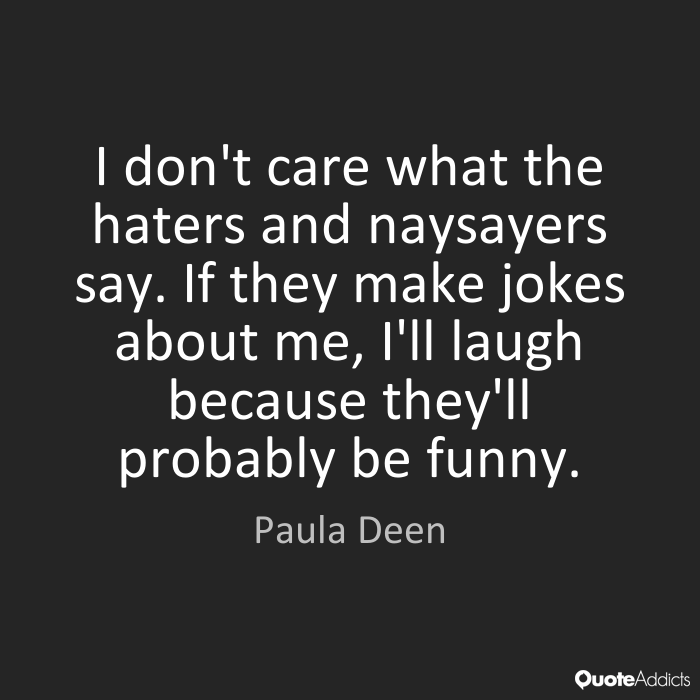 I don't care what the
haters and naysayers
say. If they make jokes
about me, I'll laugh
because they'll
probably be funny.
Paula Deen
QuoteAddicts